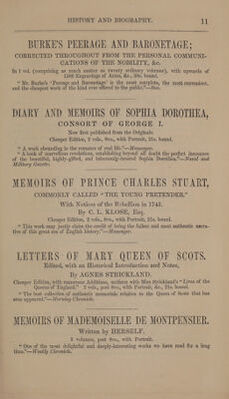 HISTORY AND BIOGRAPHY. 11
BURKE'S PEERAGE AND BARONETAGE;
CORRECTED THROUGHOUT FROM THE PERSONAL COMMUNI-
CATIONS OF THE NOBILITY, &c.
In 1 vol. (comprising as much matter as twenty ordinary volumes), with upwards of
1500 Engravings of Arms, &c., 38s. bound.
"Mr. Burke's 'Peerage and Baronetage' is the most complete, the most convenient,
and the cheapest work of the kind ever offered to the public."—Sun.
DIARY AND MEMOIRS OF SOPHIA DOROTHEA,
CONSORT OF GEORGE I.
Now first published from the Originals.
Cheaper Edition, 2 vols., 8vo., with Portrait, 21s. bound.
"A work abounding in the romance of real life."—Messenger.
"A book of marvellous revelations, establishing beyond all doubt the perfect innocence
of the beautiful, highly-gifted, and inhumanly-treated Sophia Dorothea."—Naval and
Military Gazette.
MEMOIRS OF PRINCE CHARLES STUART,
COMMONLY CALLED "THE YOUNG PRETENDER,"
With Notices of the Rebellion in 1745.
By C. L. KLOSE, Esq.
Cheaper Edition, 2 vols., 8vo., with Portrait, 21s. bound.
"This work may justly claim the credit of being the fullest and most authentic narra-
tive of this great era of English history."—Messenger.
LETTERS OF MARY QUEEN OF SCOTS.
Edited, with an Historical Introduction and Notes,
By AGNES STRICKLAND.
Cheaper Edition, with numerous Additions, uniform with Miss Strickland's "Lives of the
Queens of England." 2 vols., post 8vo., with Portrait, &c., bound.
"The best collection of authentic memorials relative to the Queen of Scots that has
ever appeared."—Morning Chronicle.
MEMOIRS OF MADEMOISELLE DE MONTPENSIER.
Written by HERSELF.
3 volumes, post 8vo., with Portrait.
"One of the most delightful and deeply-interesting works we have read for a long
time."—Weekly Chronicle.